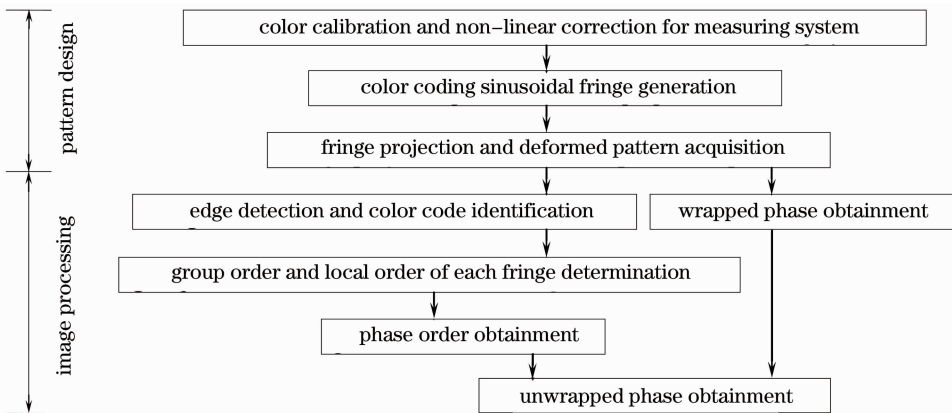 color calibration and non-linear correction for measuring system
pattern design
color coding sinusoidal fringe generation
fringe projection and deformed pattern acquisition
edge detection and color code identification
wrapped phase obtainment
image processing
group order and local order of each fringe determination
phase order obtainment
unwrapped phase obtainment